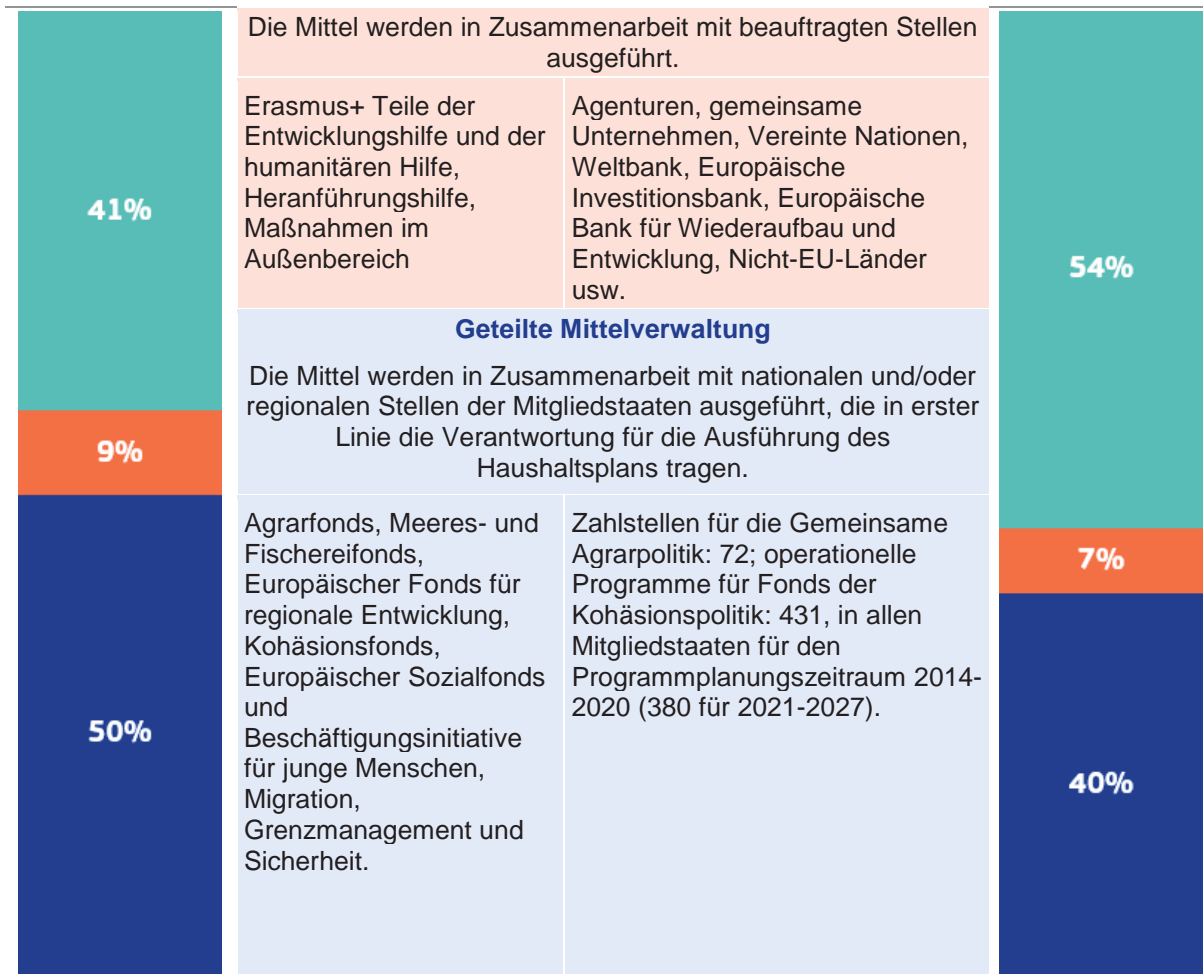 Die Mittel werden in Zusammenarbeit mit beauftragten Stellen
ausgeführt.
Erasmus+ Teile der
Entwicklungshilfe und der
humanitären Hilfe,
Heranführungshilfe,
Maßnahmen im
Außenbereich
Agenturen, gemeinsame
Unternehmen, Vereinte Nationen,
Weltbank, Europäische
Investitionsbank, Europäische
Bank für Wiederaufbau und
Entwicklung, Nicht-EU-Länder
usw.
41%
54%
Geteilte Mittelverwaltung
Die Mittel werden in Zusammenarbeit mit nationalen und/oder
regionalen Stellen der Mitgliedstaaten ausgeführt, die in erster
Linie die Verantwortung für die Ausführung des
Haushaltsplans tragen.
9%
Agrarfonds, Meeres- und
Fischereifonds,
Europäischer Fonds für
regionale Entwicklung,
Kohäsionsfonds,
Europäischer Sozialfonds
und
Beschäftigungsinitiative
für junge Menschen,
Migration,
Grenzmanagement und
Sicherheit.
Zahlstellen für die Gemeinsame
Agrarpolitik: 72; operationelle
Programme für Fonds der
Kohäsionspolitik: 431, in allen
Mitgliedstaaten für den
Programmplanungszeitraum 2014-
2020 (380 für 2021-2027).
7%
50%
40%